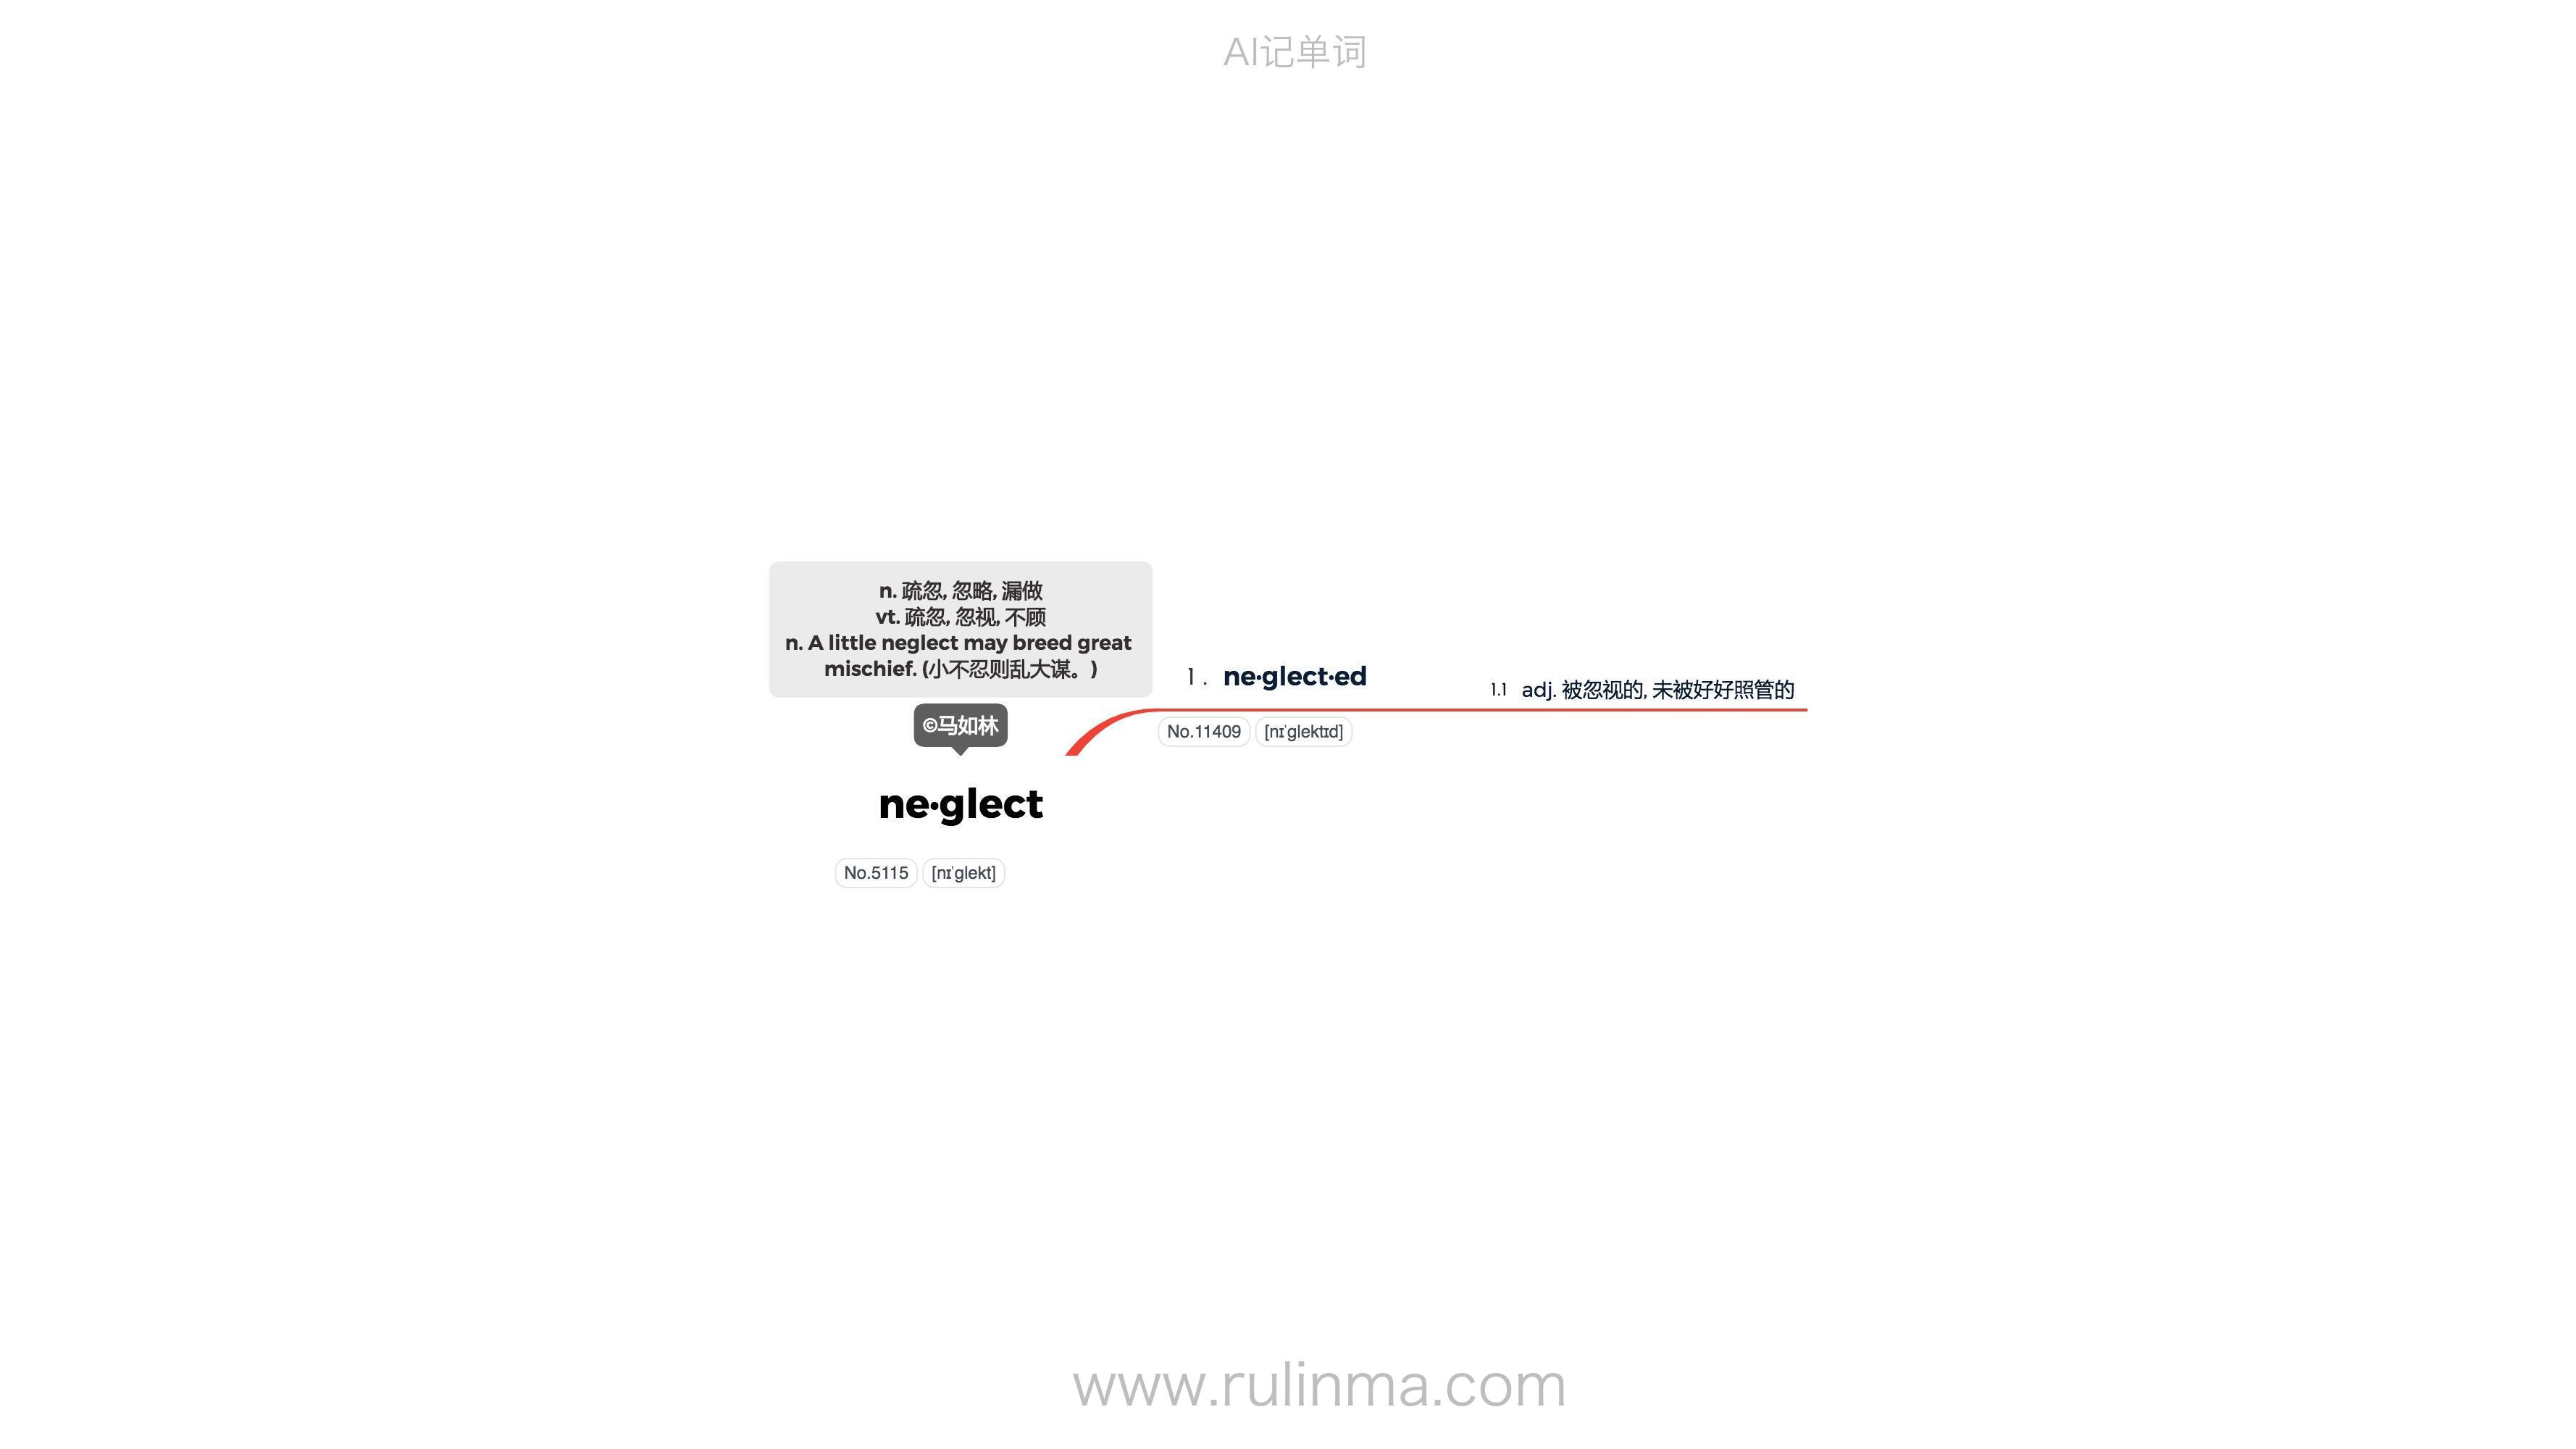 AI记单词
n. 疏忽, 忽略, 漏做
vt. 疏忽, 忽视, 不顾
n. A little neglect may breed great
mischief. (小不忍则乱大谋。)
©马如林
ne·glect
No.5115 [nɪˈɡlekt]
1. ne·glect·ed
No.11409 [nɪˈɡlektɪd]
1.1 adj. 被忽视的, 未被好好照管的
www.rulinma.com